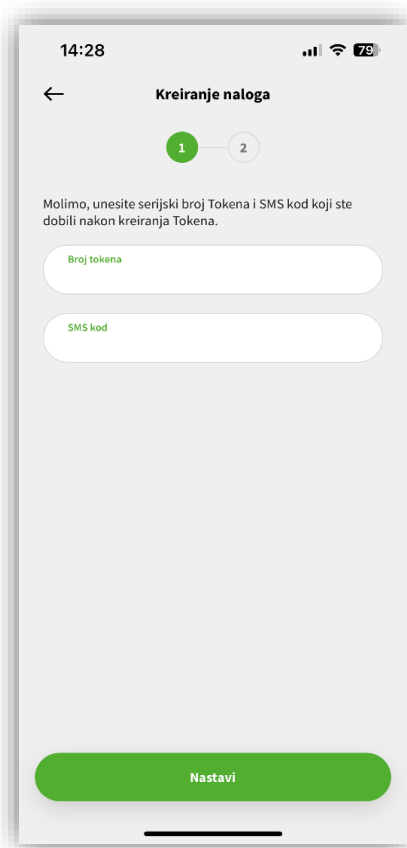 14:28
79
Kreiranje naloga
1
2
Molimo, unesite serijski broj Tokena i SMS kod koji ste
dobili nakon kreiranja Tokena.
Broj tokena
SMS kod
Nastavi